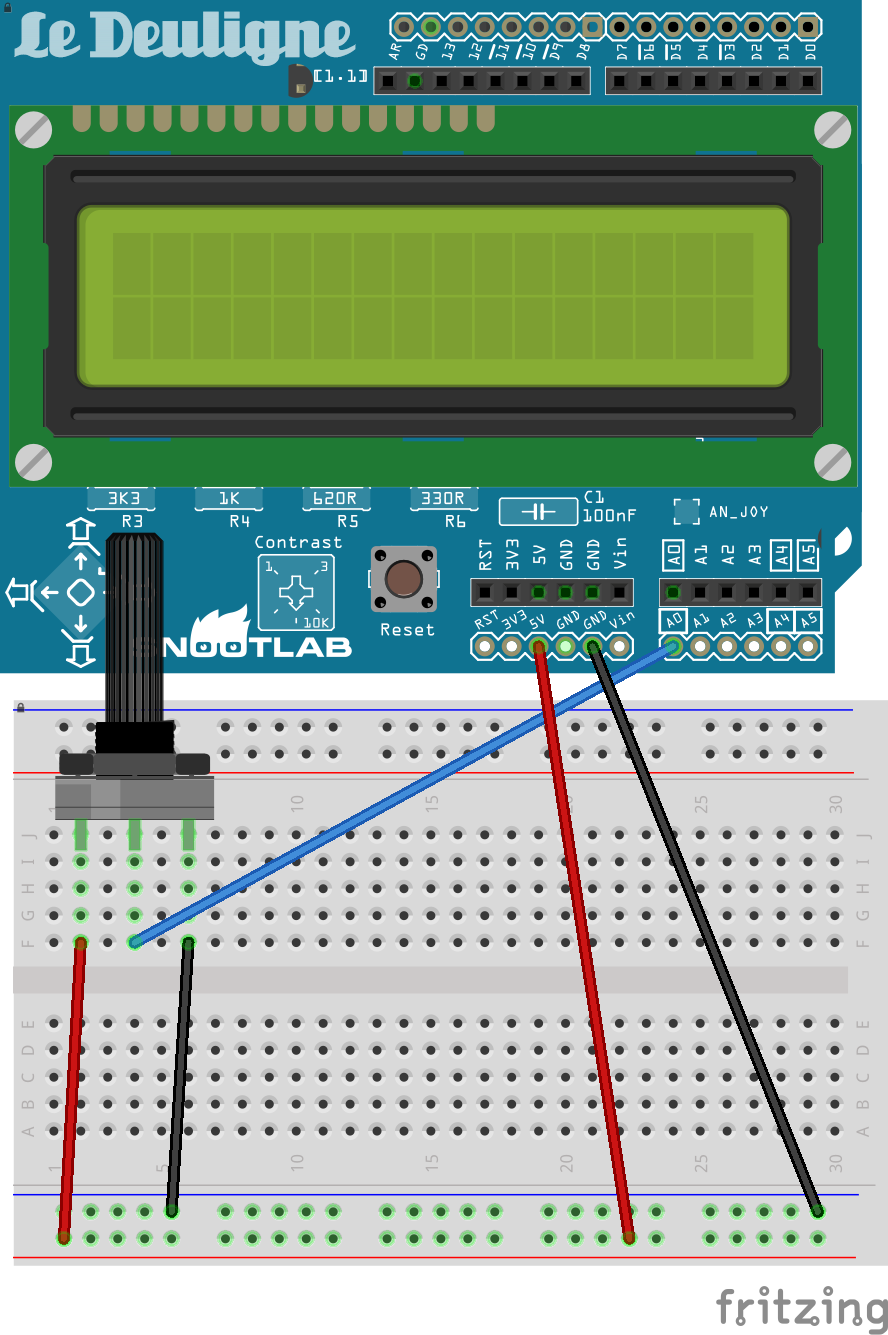 Le Deuligne
AR GD 13 12 11 10 D9 D8 D7 D6 D5 D4 D3 D2 D1 D0
[1.1]
3K3 1K 620R 330R C1
R3 R4 R5 R6 100nF AN_JOY
Contrast
1 3
10K
Reset
RST 3V3 5V GND GND Vin A0 A1 A2 A3 A4 A5
RST 3V3 5V GND GND Vin A0 A1 A2 A3 A4 A5
NOOTLAB
1 10 15 25 30
J J
I I
H H
G G
F F
E E
D D
C C
B B
A A
1 5 10 15 20 25 30
fritzing